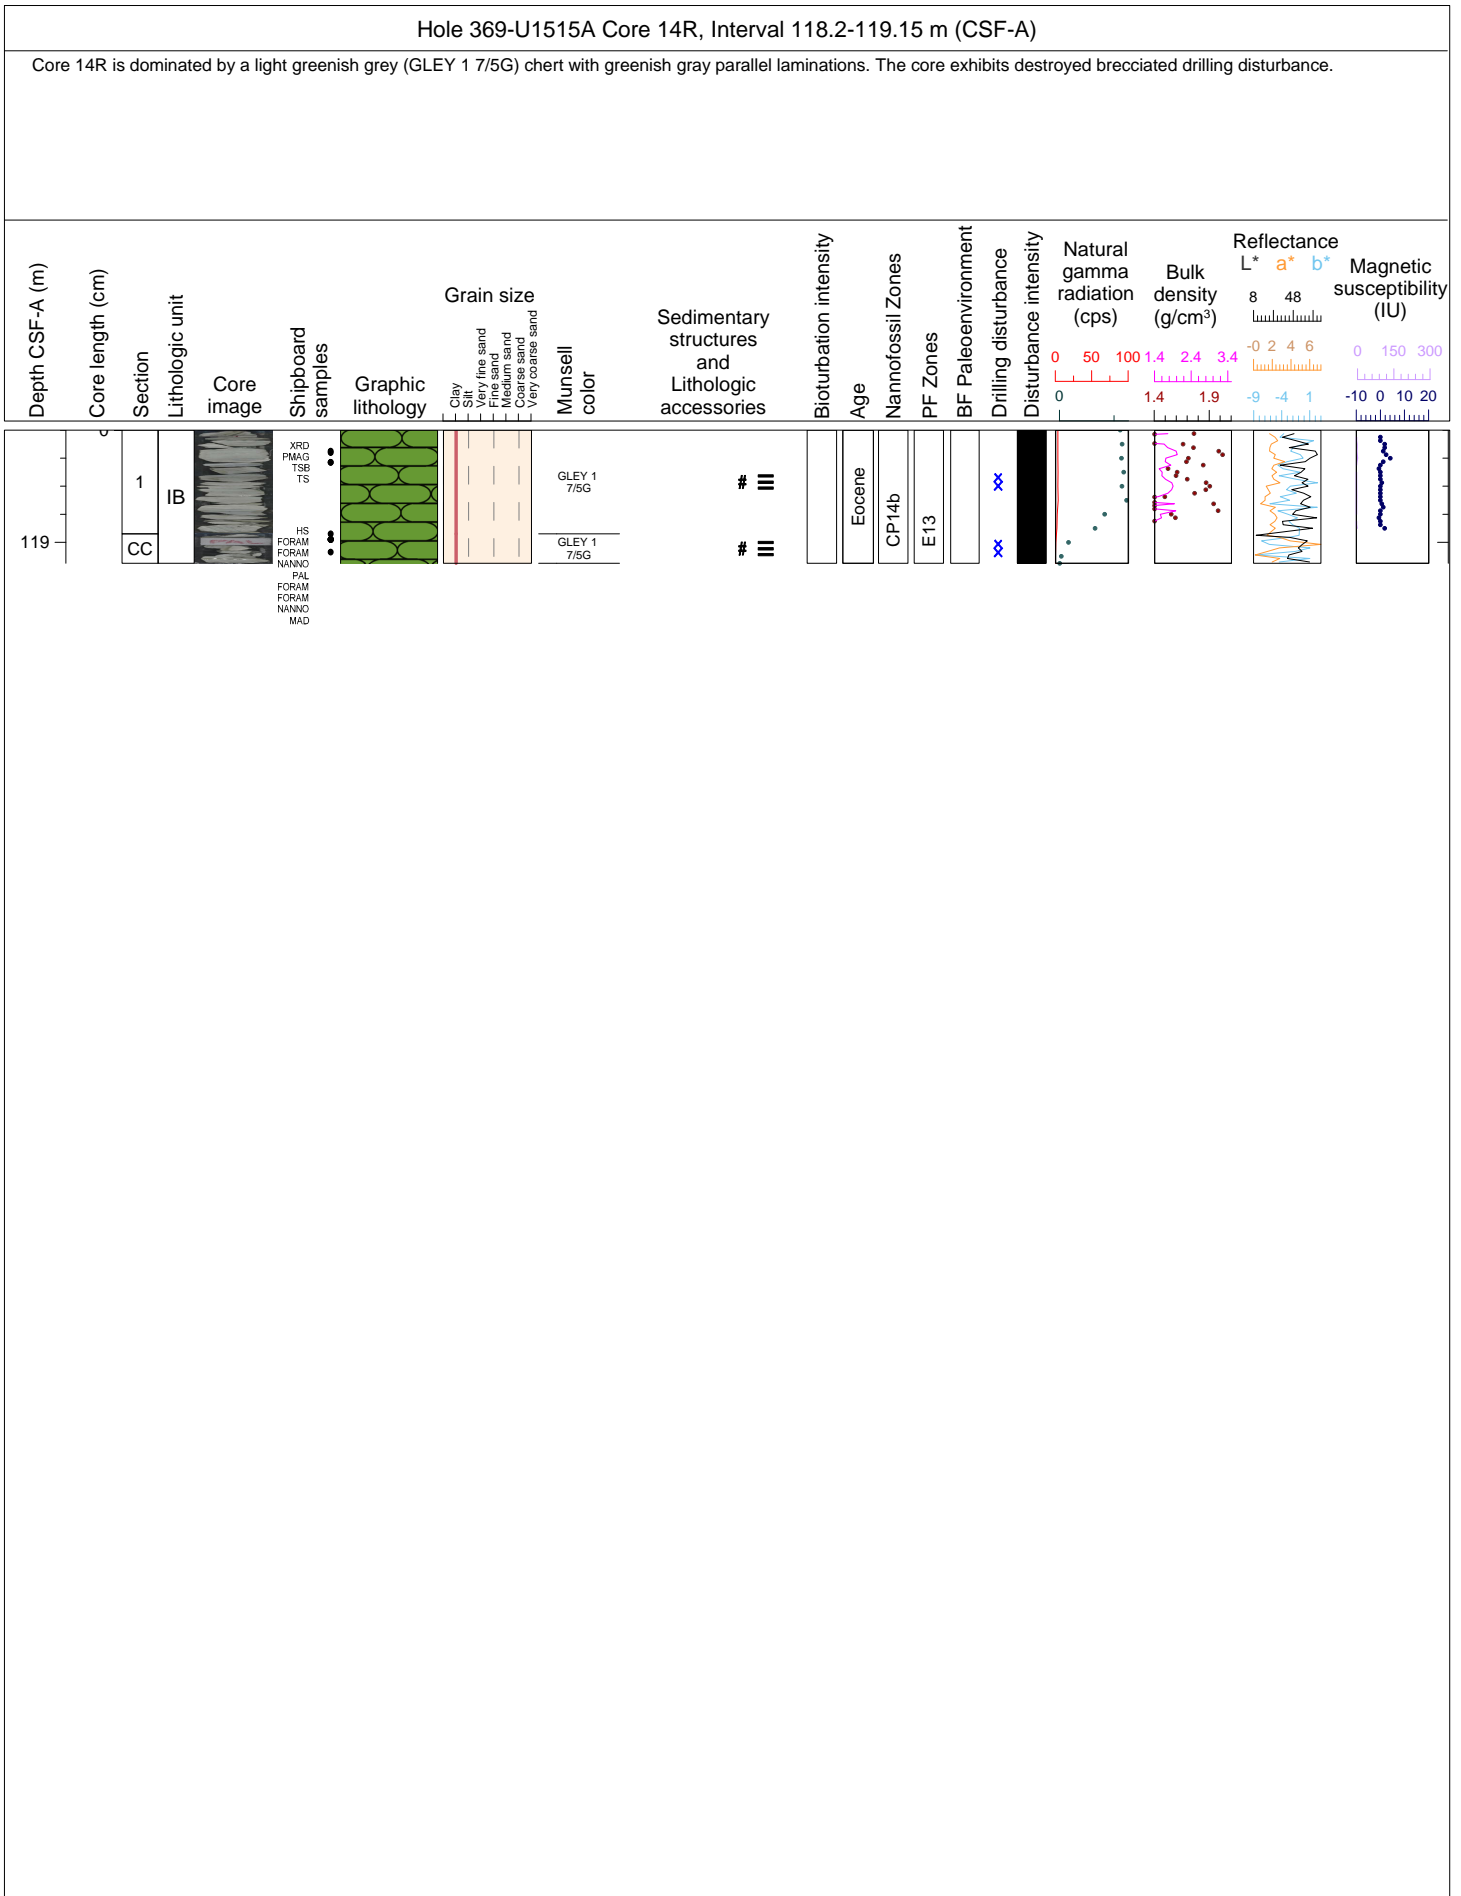 Hole 369-U1515A Core 14R, Interval 118.2-119.15 m (CSF-A)
Core 14R is dominated by a light greenish grey (GLEY 1 7/5G) chert with greenish gray parallel laminations. The core exhibits destroyed brecciated drilling disturbance.
Depth CSF-A (m)
Core length (cm)
Section
Lithologic unit
Core
image
Shipboard
samples
Graphic
lithology
Grain size
Clay
Silt
Very fine sand
Fine sand
Medium sand
Coarse sand
Very coarse sand
Munsell
color
Sedimentary
structures
and
Lithologic
accessories
Bioturbation intensity
Age
Nannofossil Zones
PF Zones
BF Paleoenvironment
Drilling disturbance
Disturbance intensity
Natural
gamma
radiation
(cps)
0 50 100
0
Bulk
density
(g/cm³)
1.4 2.4 3.4
1.4 1.9
Reflectance
L* a* b*
8 48
-0 2 4 6
-9 -4 1
Magnetic
susceptibility
(IU)
0 150 300
-10 0 10 20
0
119
1
CC
IB
XRD
PMAG
TSB
TS
HS
FORAM
FORAM
NANNO
PAL
FORAM
FORAM
NANNO
MAD
GLEY 1
7/5G
GLEY 1
7/5G
#
#
Eocene
CP14b
E13